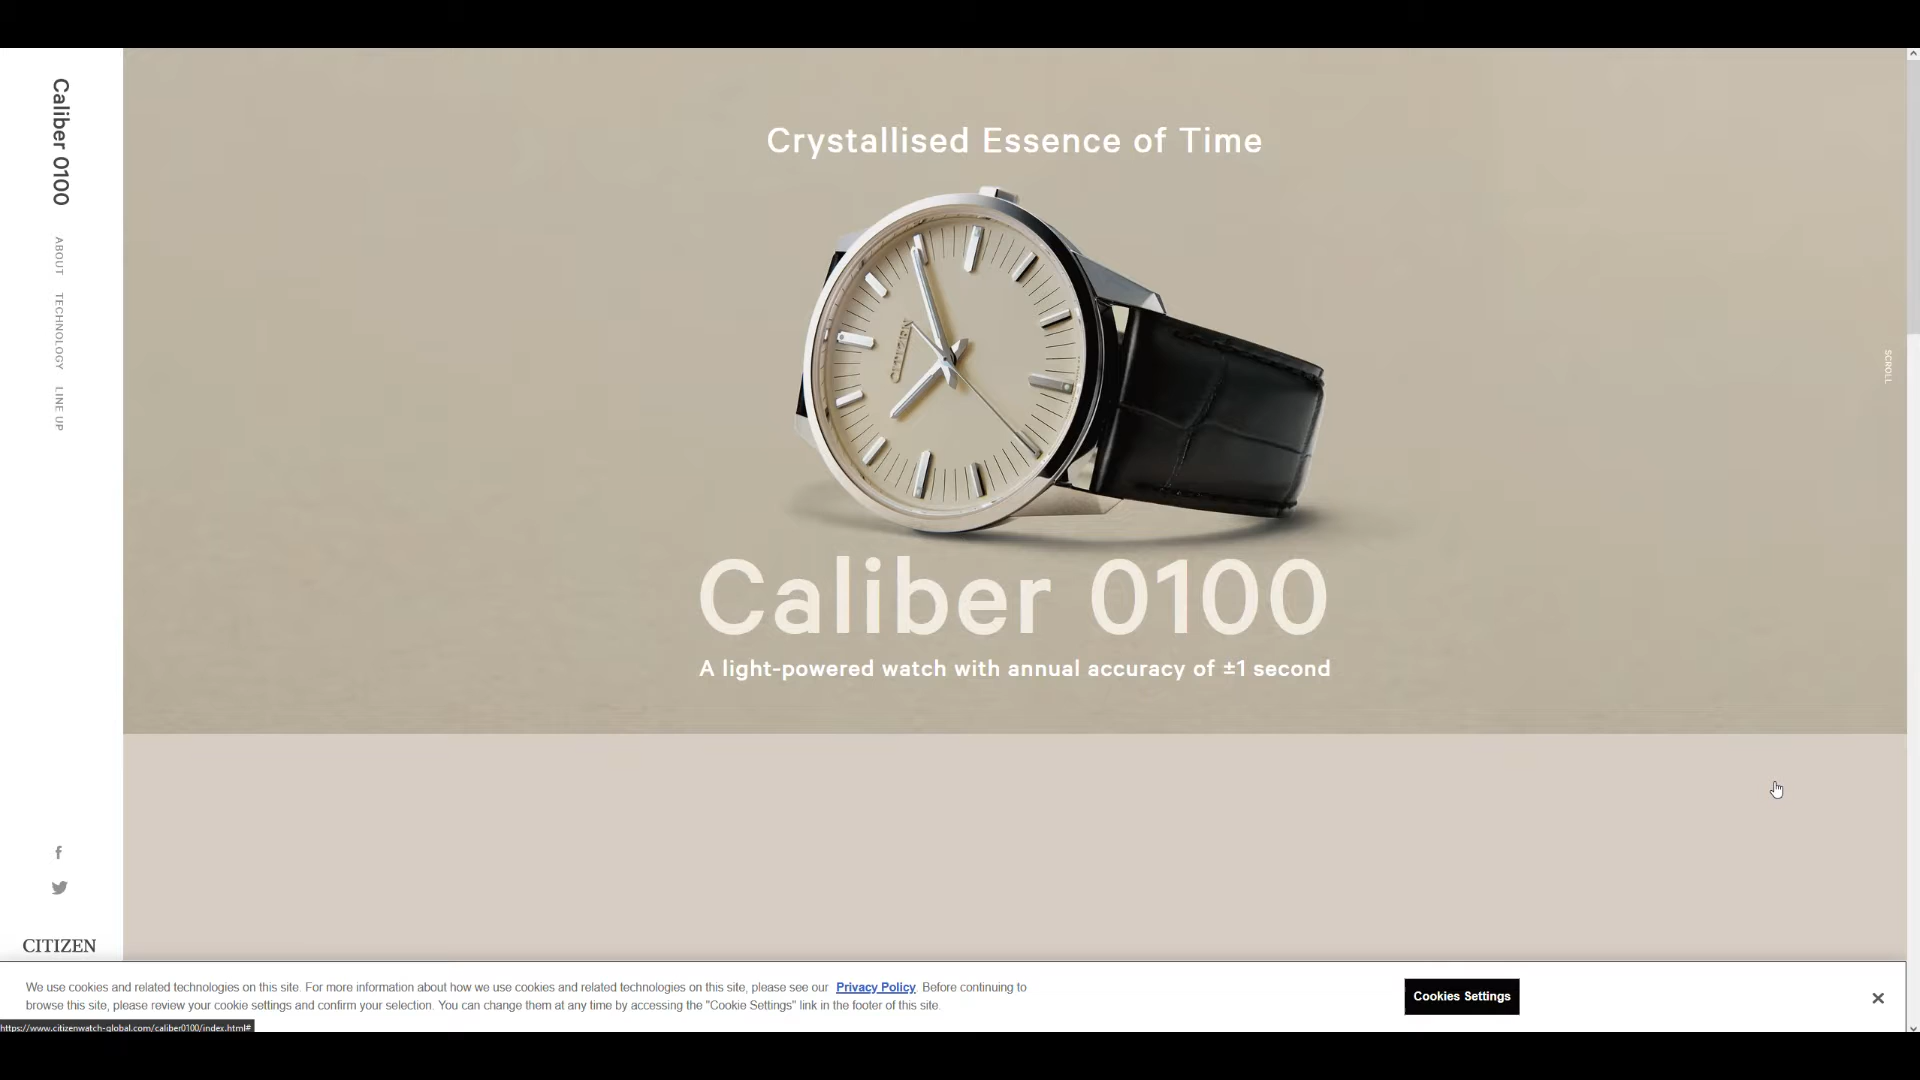 Caliber 0100
ABOUT
TECHNOLOGY
LINE UP
CITIZEN
Crystallised Essence of Time
CITIZEN
Caliber 0100
A light-powered watch with annual accuracy of ±1 second
SCROLL
We use cookies and related technologies on this site. For more information about how we use cookies and related technologies on this site, please see our Privacy Policy. Before continuing to
browse this site, please review your cookie settings and confirm your selection. You can change them at any time by accessing the "Cookie Settings" link in the footer of this site.
Cookies Settings
https://www.citizenwatch-global.com/caliber0100/index.html#